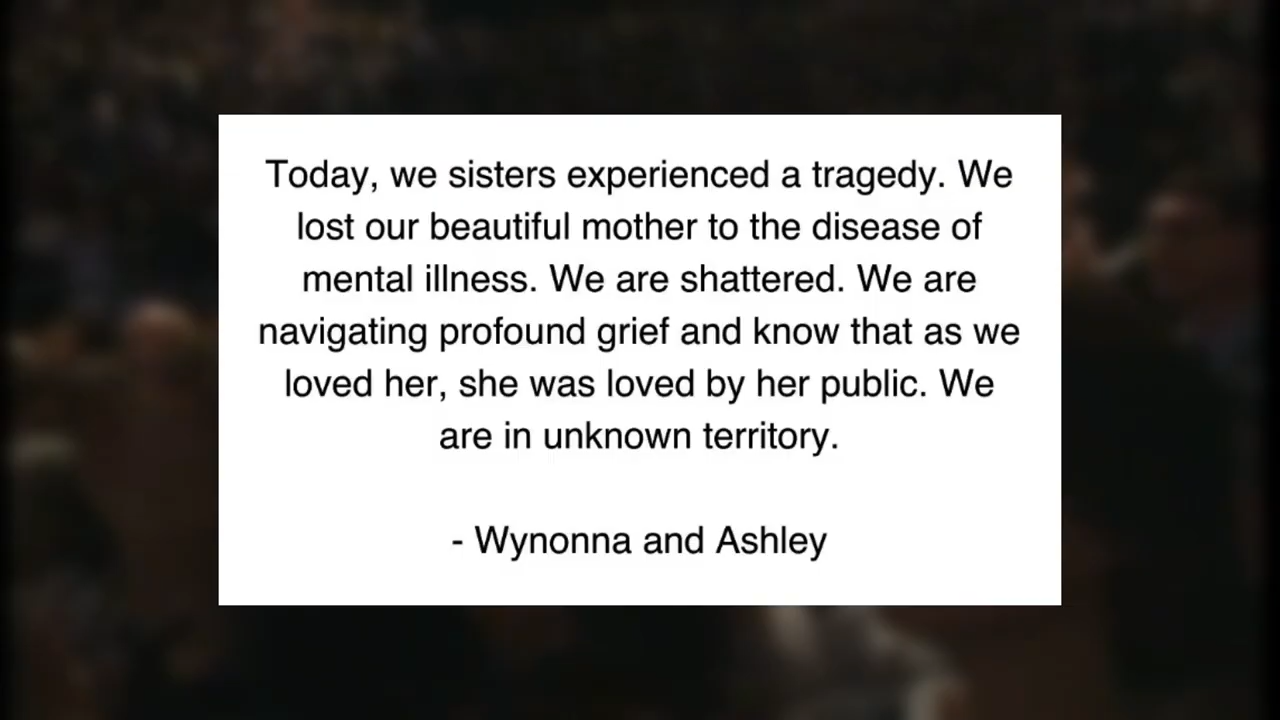 Today, we sisters experienced a tragedy. We
lost our beautiful mother to the disease of
mental illness. We are shattered. We are
navigating profound grief and know that as we
loved her, she was loved by her public. We
are in unknown territory.
- Wynonna and Ashley